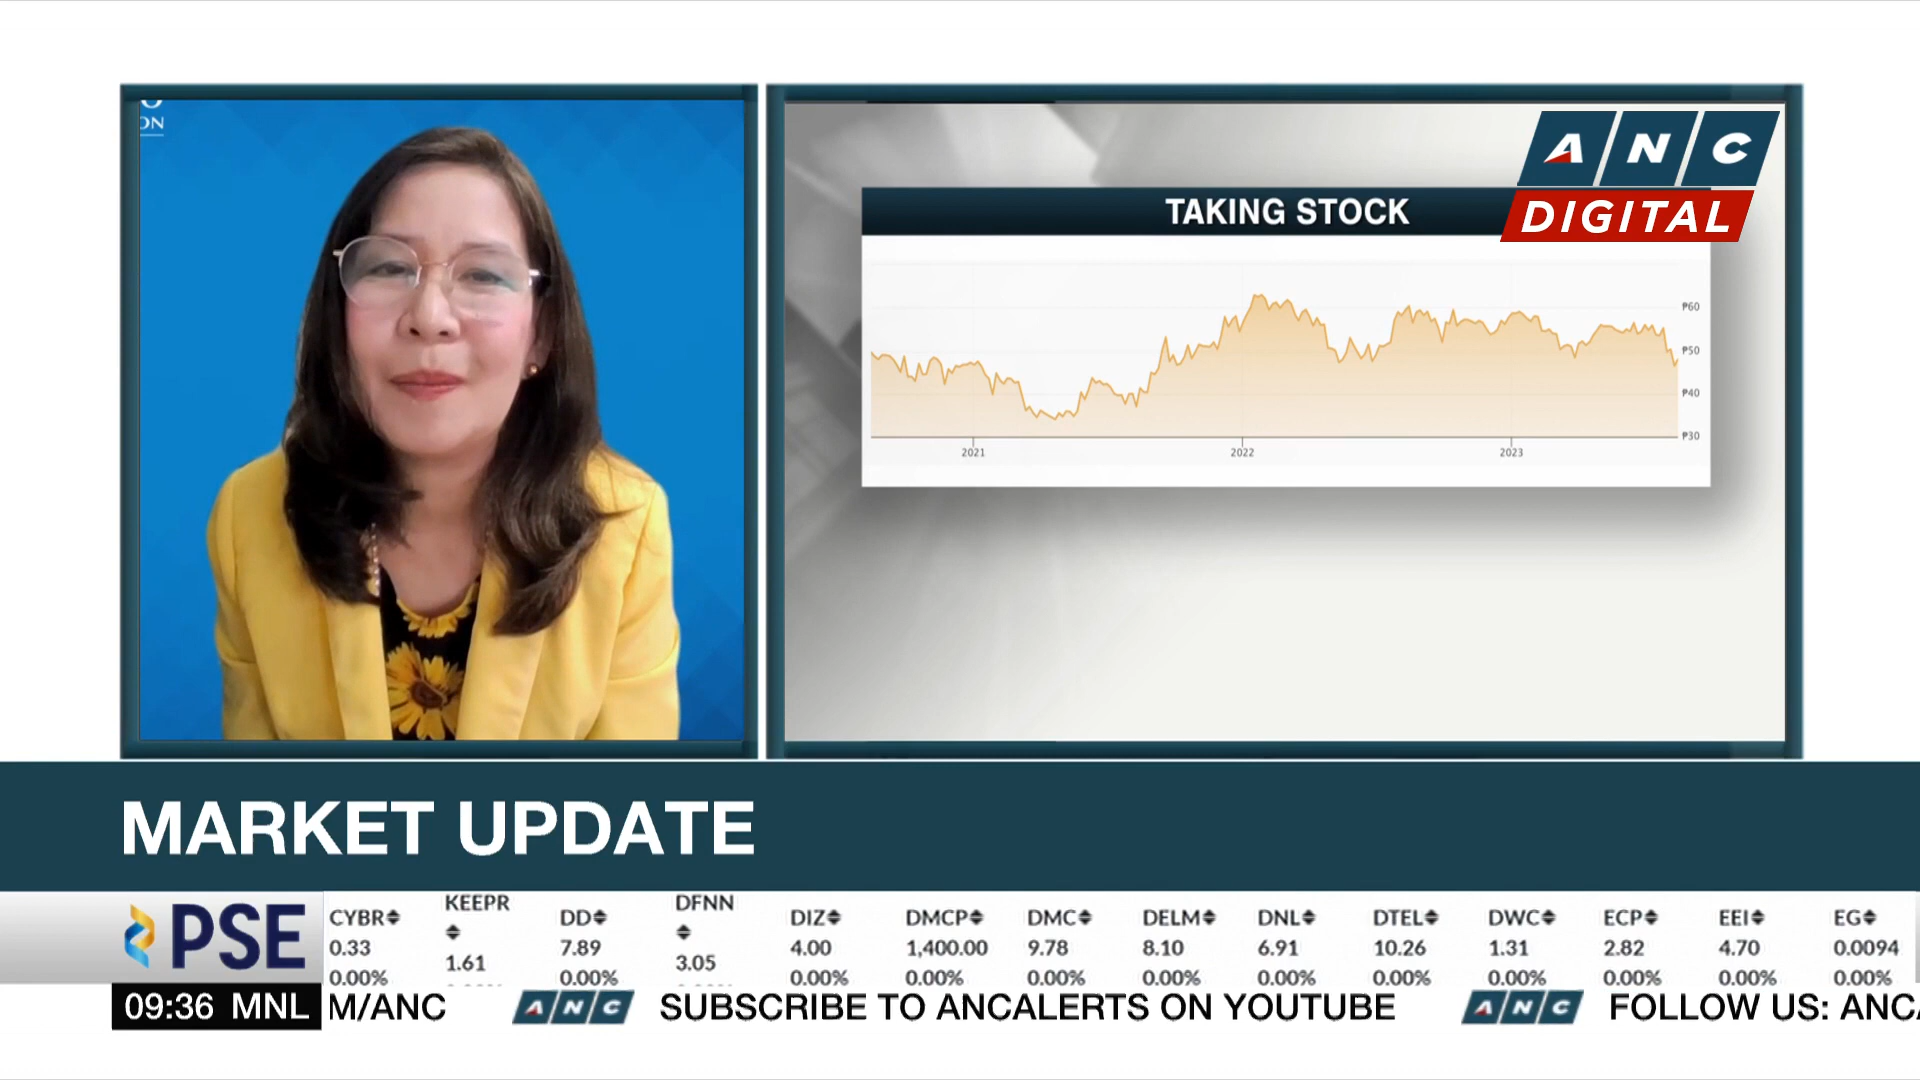 ON
ANC
DIGITAL
TAKING STOCK
₱60
₱50
₱40
₱30
2021 2022 2023
MARKET UPDATE
PSE
CYBR KEEPR DD DFNN DIZ DMCP DMC DELM DNL DTEL DWC ECP EEI EG
0.33 1.61 7.89 3.05 4.00 1,400.00 9.78 8.10 6.91 10.26 1.31 2.82 4.70 0.0094
0.00% 0.00% 0.00% 0.00% 0.00% 0.00% 0.00% 0.00% 0.00% 0.00% 0.00% 0.00%
09:36 MNL M/ANC ANC SUBSCRIBE TO ANCALERTS ON YOUTUBE ANC FOLLOW US: ANCA